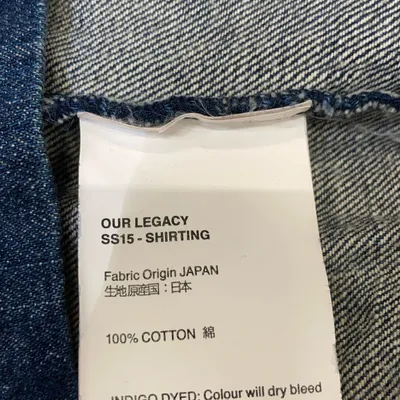 OUR LEGACY
SS15 - SHIRTING
Fabric Origin JAPAN
生地原産国：日本
100% COTTON 綿
INDIGO DYED: Colour will dry bleed